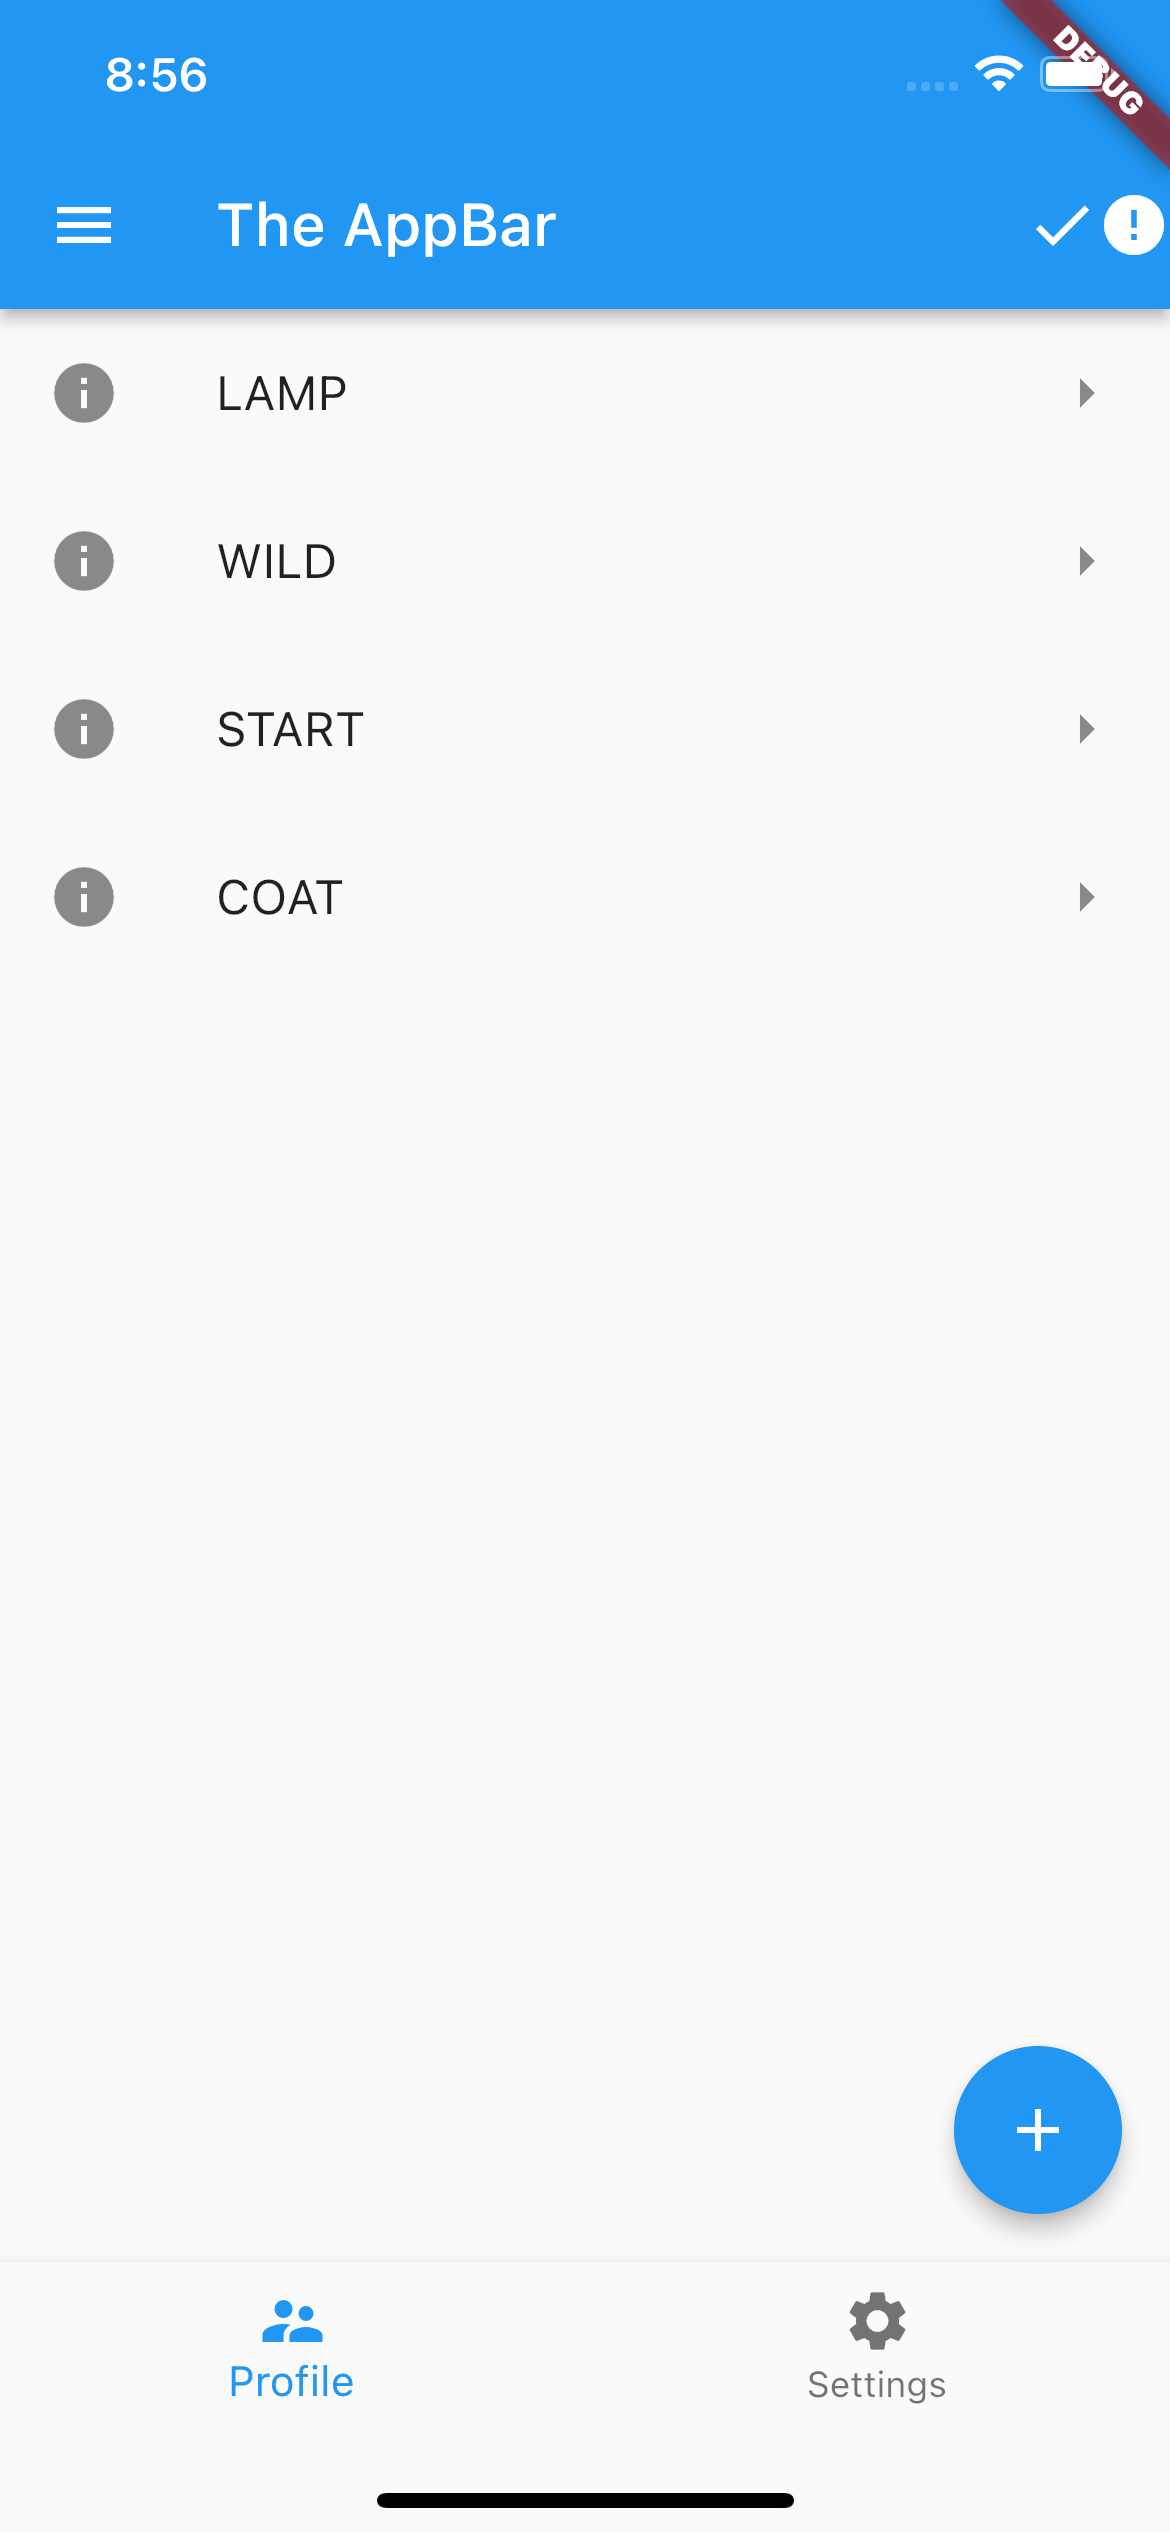 8:56
DEBUG
The AppBar
LAMP
WILD
START
COAT
Profile
Settings